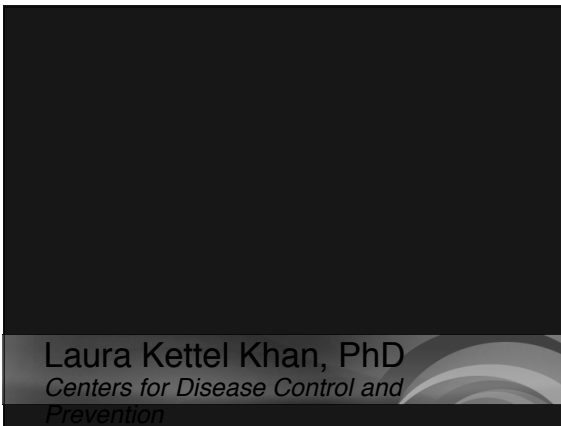 Laura Kettel Khan, PhD
Centers for Disease Control and
Prevention